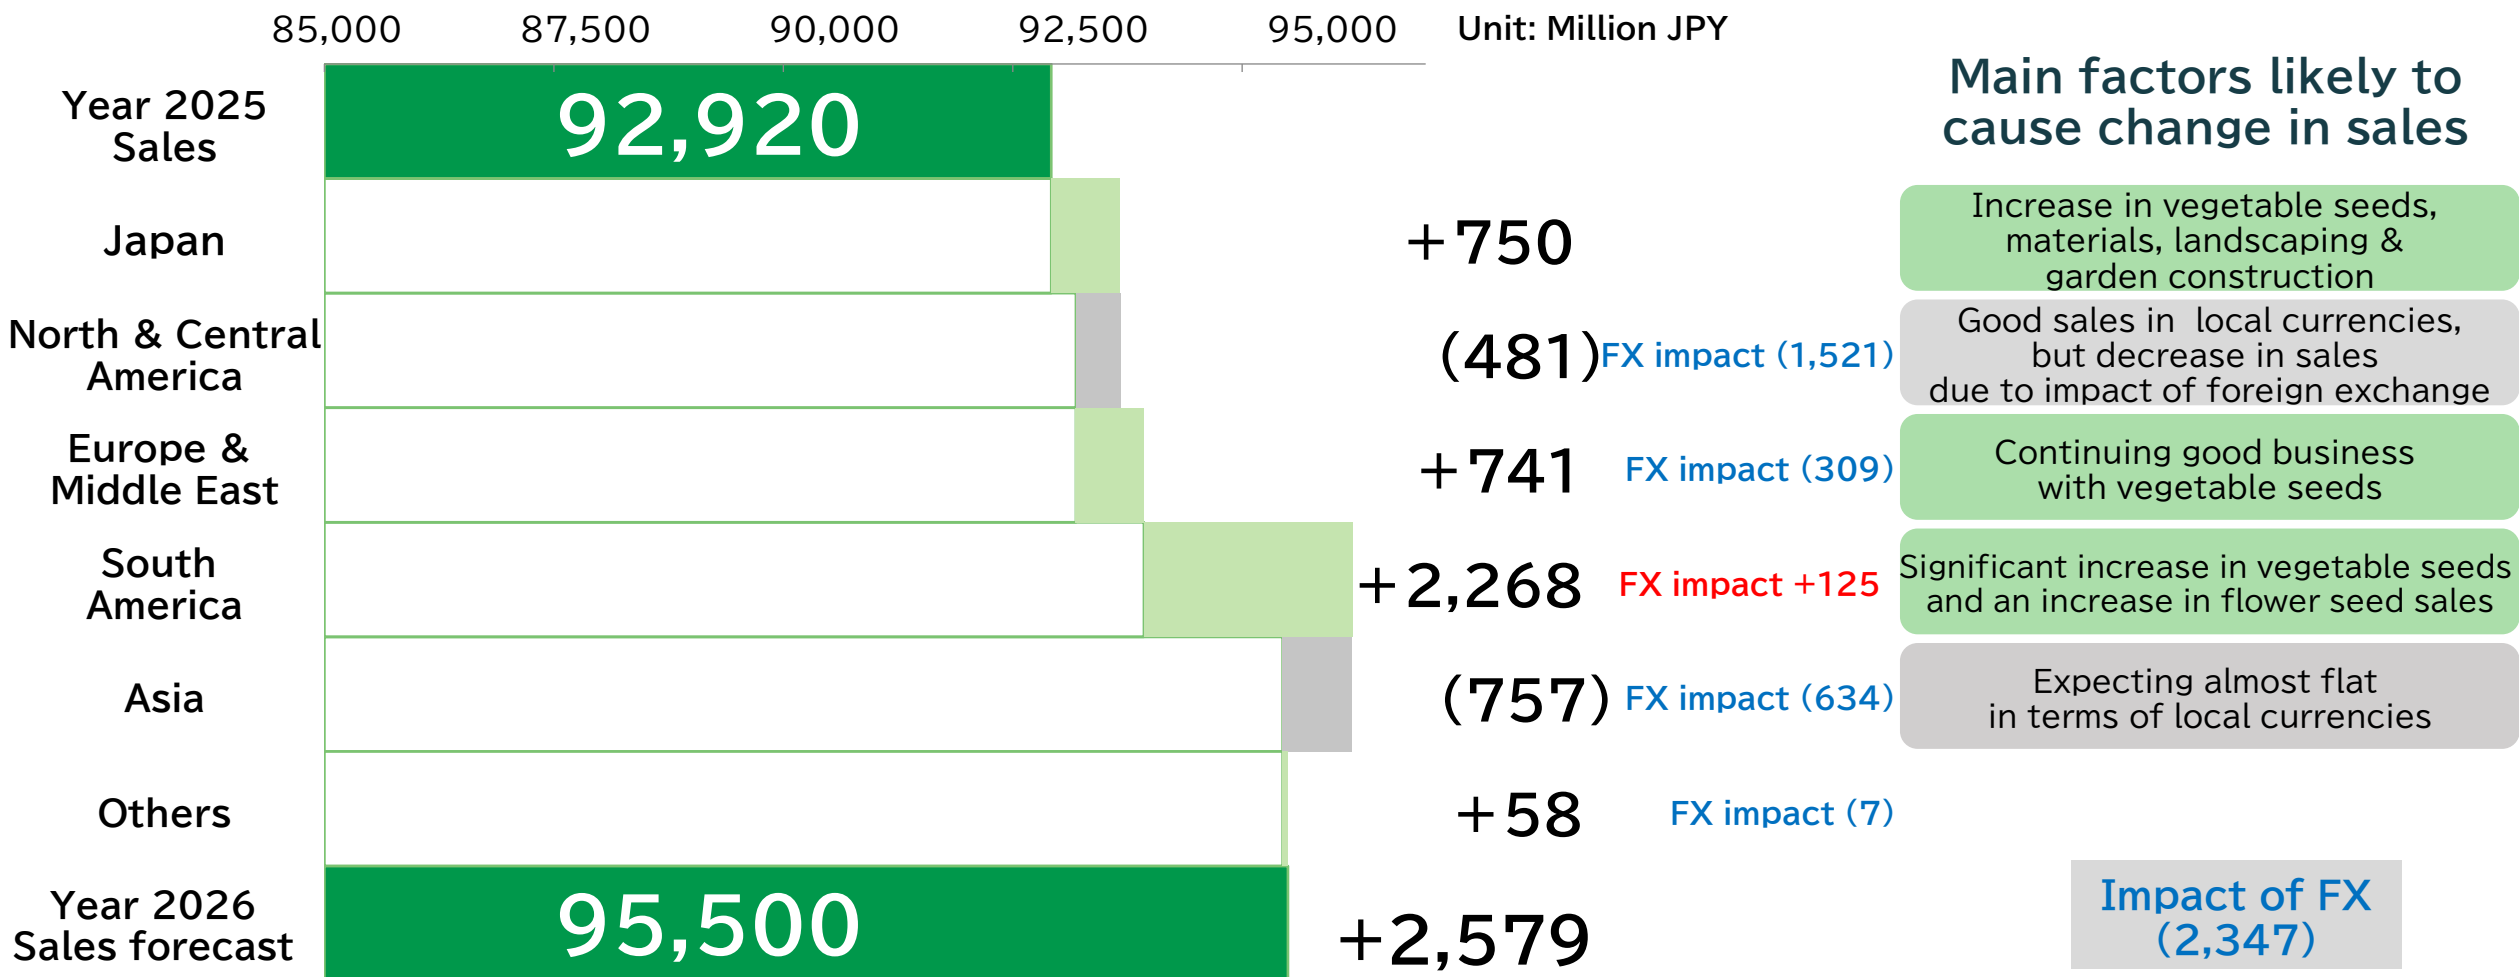 85,000 87,500 90,000 92,500 95,000 Unit: Million JPY
Main factors likely to
cause change in sales
Year 2025
Sales
92,920
Japan
+750
Increase in vegetable seeds,
materials, landscaping &
garden construction
North & Central
America
(481) FX impact (1,521)
Good sales in local currencies,
but decrease in sales
due to impact of foreign exchange
Europe &
Middle East
+741 FX impact (309)
Continuing good business
with vegetable seeds
South
America
+2,268 FX impact +125
Significant increase in vegetable seeds
and an increase in flower seed sales
Asia
(757) FX impact (634)
Expecting almost flat
in terms of local currencies
Others
+58 FX impact (7)
Year 2026
Sales forecast
95,500
+2,579
Impact of FX
(2,347)